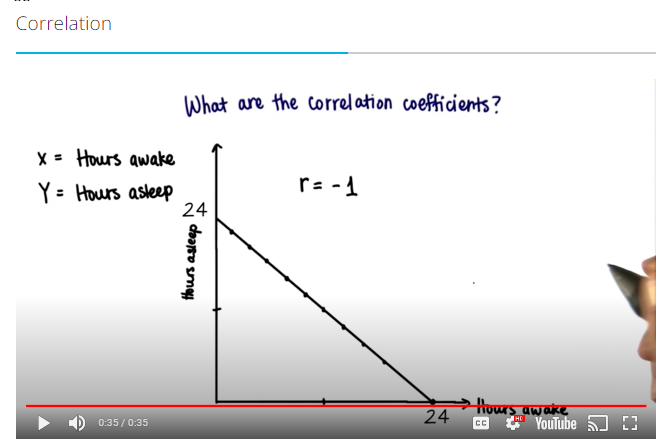 Correlation
What are the correlation coefficients?
X = Hours awake
Y = Hours asleep
r = -1
24
Hours asleep
24
Hours awake
0:35 / 0:35
CC
HD
YouTube